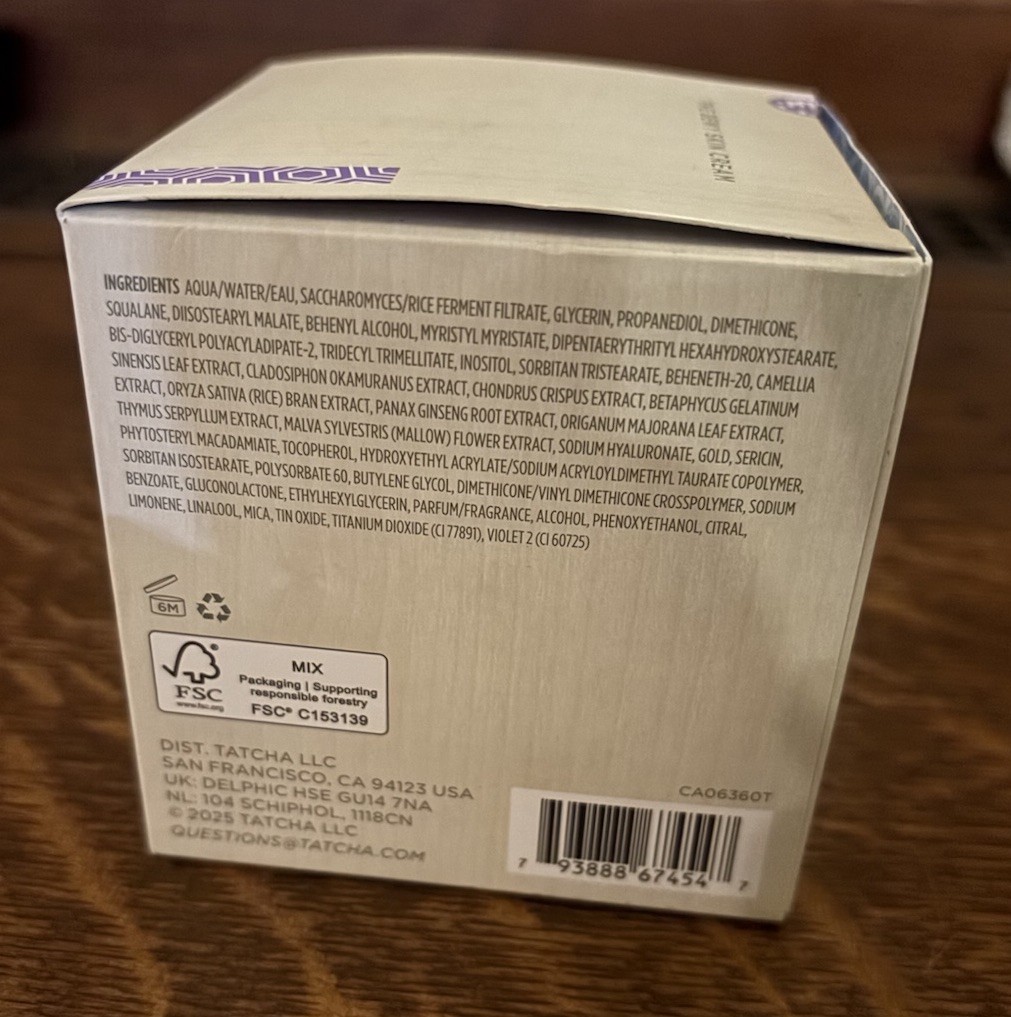 SKIN CREAM
INGREDIENTS AQUA/WATER/EAU, SACCHAROMYCES/RICE FERMENT FILTRATE, GLYCERIN, PROPANEDIOL, DIMETHICONE,
SQUALANE, DIISOSTEARYL MALATE, BEHENYL ALCOHOL, MYRISTYL MYRISTATE, DIPENTAERYTHRITYL HEXAHYDROXYSTEARATE,
BIS-DIGLYCERYL POLYACYLADIPATE-2, TRIDECYL TRIMELLITATE, INOSITOL, SORBITAN TRISTEARATE, BEHENETH-20, CAMELLIA
SINENSIS LEAF EXTRACT, CLADOSIPHON OKAMURANUS EXTRACT, CHONDRUS CRISPUS EXTRACT, BETAPHYCUS GELATINUM
EXTRACT, ORYZA SATIVA (RICE) BRAN EXTRACT, PANAX GINSENG ROOT EXTRACT, ORIGANUM MAJORANA LEAF EXTRACT,
THYMUS SERPYLLUM EXTRACT, MALVA SYLVESTRIS (MALLOW) FLOWER EXTRACT, SODIUM HYALURONATE, GOLD, SERICIN,
PHYTOSTERYL MACADAMIATE, TOCOPHEROL, HYDROXYETHYL ACRYLATE/SODIUM ACRYLOYLDIMETHYL TAURATE COPOLYMER,
SORBITAN ISOSTEARATE, POLYSORBATE 60, BUTYLENE GLYCOL, DIMETHICONE/VINYL DIMETHICONE CROSSPOLYMER, SODIUM
BENZOATE, GLUCONOLACTONE, ETHYLHEXYLGLYCERIN, PARFUM/FRAGRANCE, ALCOHOL, PHENOXYETHANOL, CITRAL,
LIMONENE, LINALOOL, MICA, TIN OXIDE, TITANIUM DIOXIDE (CI 77891), VIOLET 2 (CI 60725)
6M
FSC
www.fsc.org
MIX
Packaging | Supporting
responsible forestry
FSC® C153139
DIST. TATCHA LLC
SAN FRANCISCO, CA 94123 USA
UK: DELPHIC HSE GU14 7NA
NL: 104 SCHIPHOL, 1118CN
© 2025 TATCHA LLC
QUESTIONS@TATCHA.COM
CA06360T
7 93888 67454 7